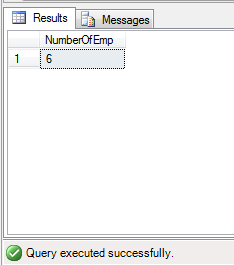 Results Messages
NumberOfEmp
1 6
Query executed successfully.